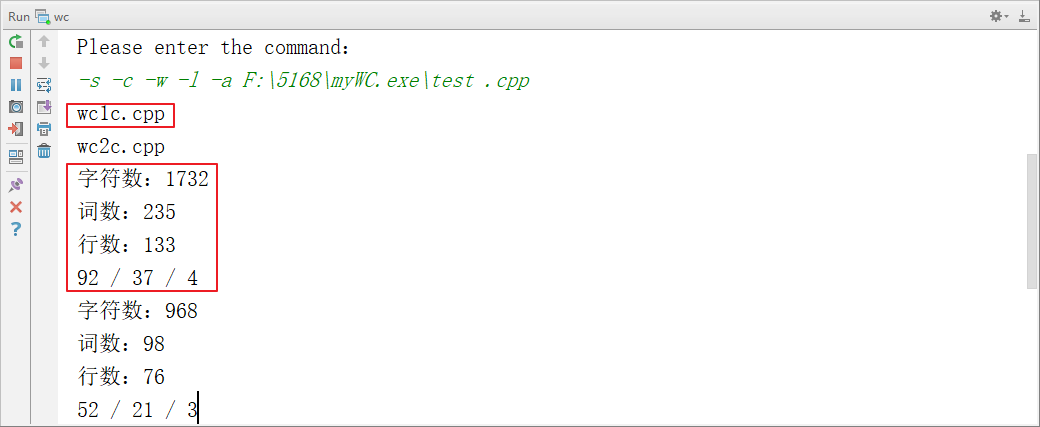 Run wc
Please enter the command:
-s -c -w -l -a F:\5168\myWC.exe\test .cpp
wc1c.cpp
wc2c.cpp
字符数：1732
词数：235
行数：133
92 / 37 / 4
字符数：968
词数：98
行数：76
52 / 21 / 3